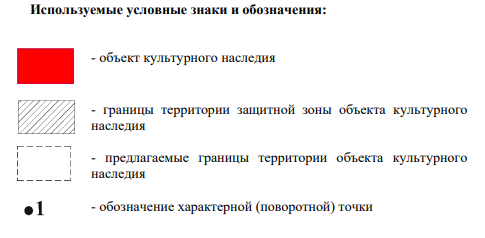 Используемые условные знаки и обозначения:
- объект культурного наследия
- границы территории защитной зоны объекта культурного
наследия
- предлагаемые границы территории объекта культурного
наследия
●1 - обозначение характерной (поворотной) точки